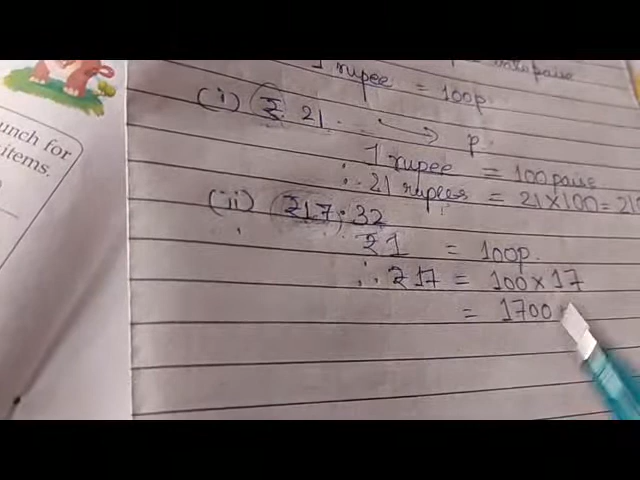 unch for
items.
1 rupee = 100p.
(i) ₹ 21. → p.
1 rupee = 100 paise
∴ 21 rupees = 21×100=21
(ii) ₹17.32
₹1 = 100p.
∴ ₹17 = 100×17
= 1700